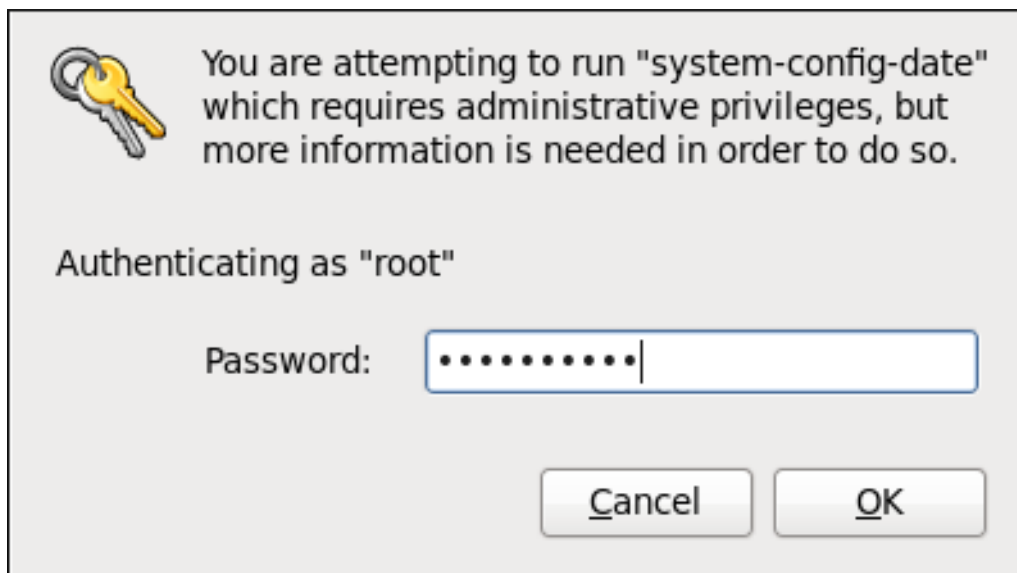 You are attempting to run "system-config-date"
which requires administrative privileges, but
more information is needed in order to do so.
Authenticating as "root"
Password: ••••••••••
Cancel OK